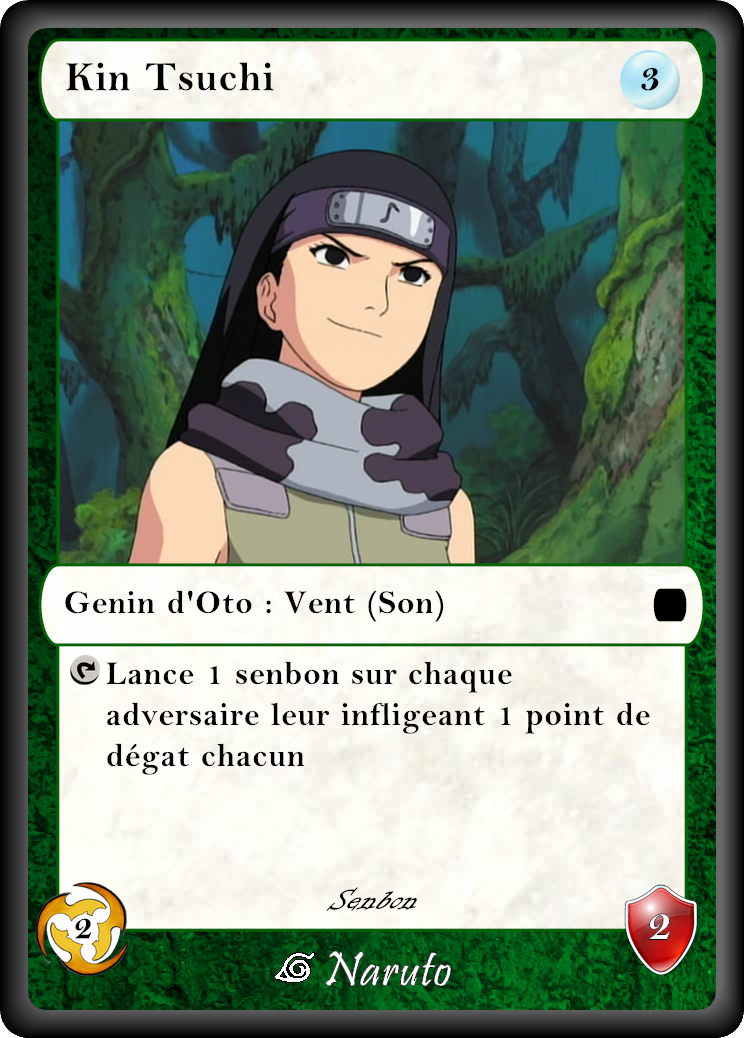 Kin Tsuchi
3
Genin d'Oto : Vent (Son)
Lance 1 senbon sur chaque
adversaire leur infligeant 1 point de
dégat chacun
Senbon
2
2
Naruto